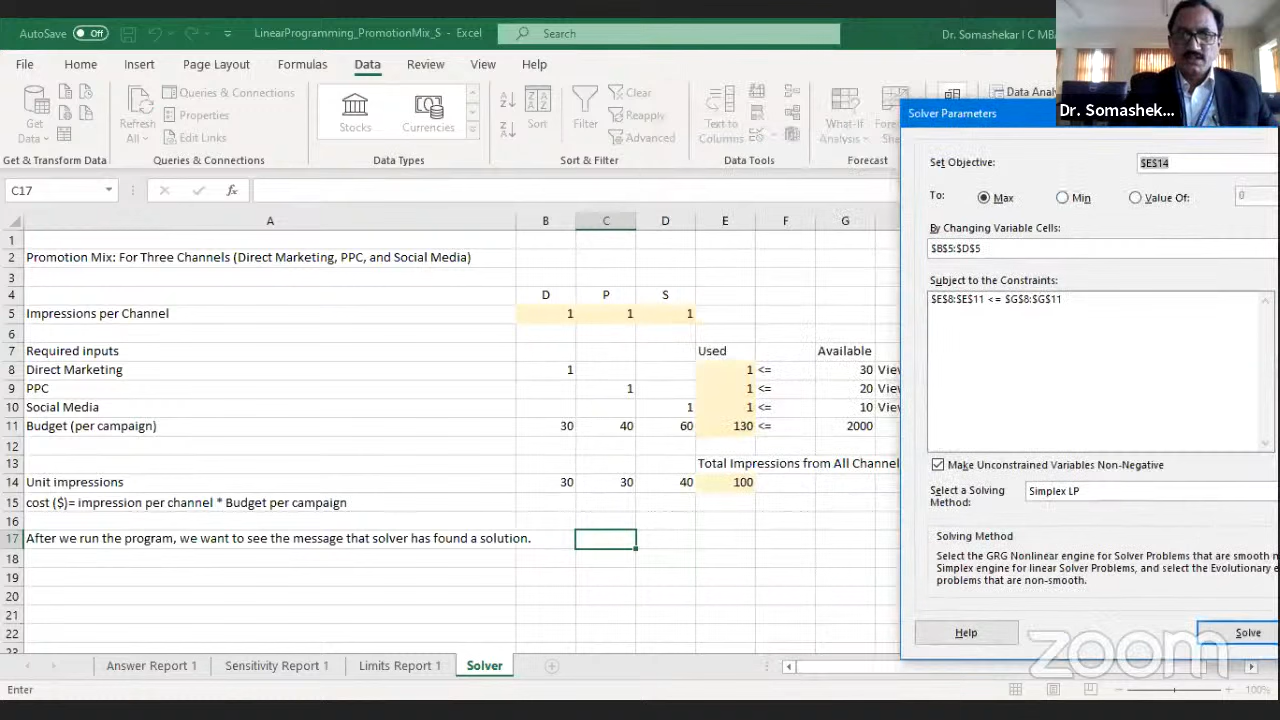 AutoSave Off LinearProgramming_PromotionMix_S - Excel Search Dr. Somashekar I C MBA
File Home Insert Page Layout Formulas Data Review View Help
Get Data
Refresh All
Queries & Connections
Properties
Edit Links
Stocks
Currencies
Sort
Filter
Clear
Reapply
Advanced
Text to Columns
What-If Analysis
Data Analy
Get & Transform Data Queries & Connections Data Types Sort & Filter Data Tools Forecast
Dr. Somashek...
C17 fx
A B C D E F G
1
2 Promotion Mix: For Three Channels (Direct Marketing, PPC, and Social Media)
3
4 D P S
5 Impressions per Channel 1 1 1
6
7 Required inputs Used Available
8 Direct Marketing 1 1 <= 30 View
9 PPC 1 1 <= 20 View
10 Social Media 1 1 <= 10 View
11 Budget (per campaign) 30 40 60 130 <= 2000
12
13 Total Impressions from All Channel
14 Unit impressions 30 30 40 100
15 cost ($)= impression per channel * Budget per campaign
16
17 After we run the program, we want to see the message that solver has found a solution.
18
19
20
21
22
23
Solver Parameters
Set Objective: $E$14
To: Max Min Value Of: 0
By Changing Variable Cells:
$B$5:$D$5
Subject to the Constraints:
$E$8:$E$11 <= $G$8:$G$11
Make Unconstrained Variables Non-Negative
Select a Solving Method: Simplex LP
Solving Method
Select the GRG Nonlinear engine for Solver Problems that are smooth n
Simplex engine for linear Solver Problems, and select the Evolutionary e
problems that are non-smooth.
Help Solve
zoom
Answer Report 1 Sensitivity Report 1 Limits Report 1 Solver
Enter 100%